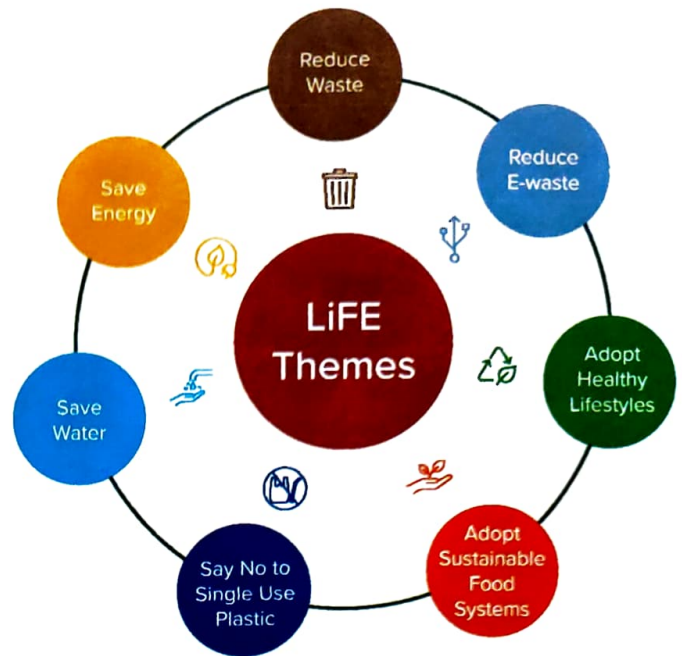 LiFE
Themes
Reduce
Waste
Reduce
E-waste
Adopt
Healthy
Lifestyles
Adopt
Sustainable
Food
Systems
Say No to
Single Use
Plastic
Save
Water
Save
Energy